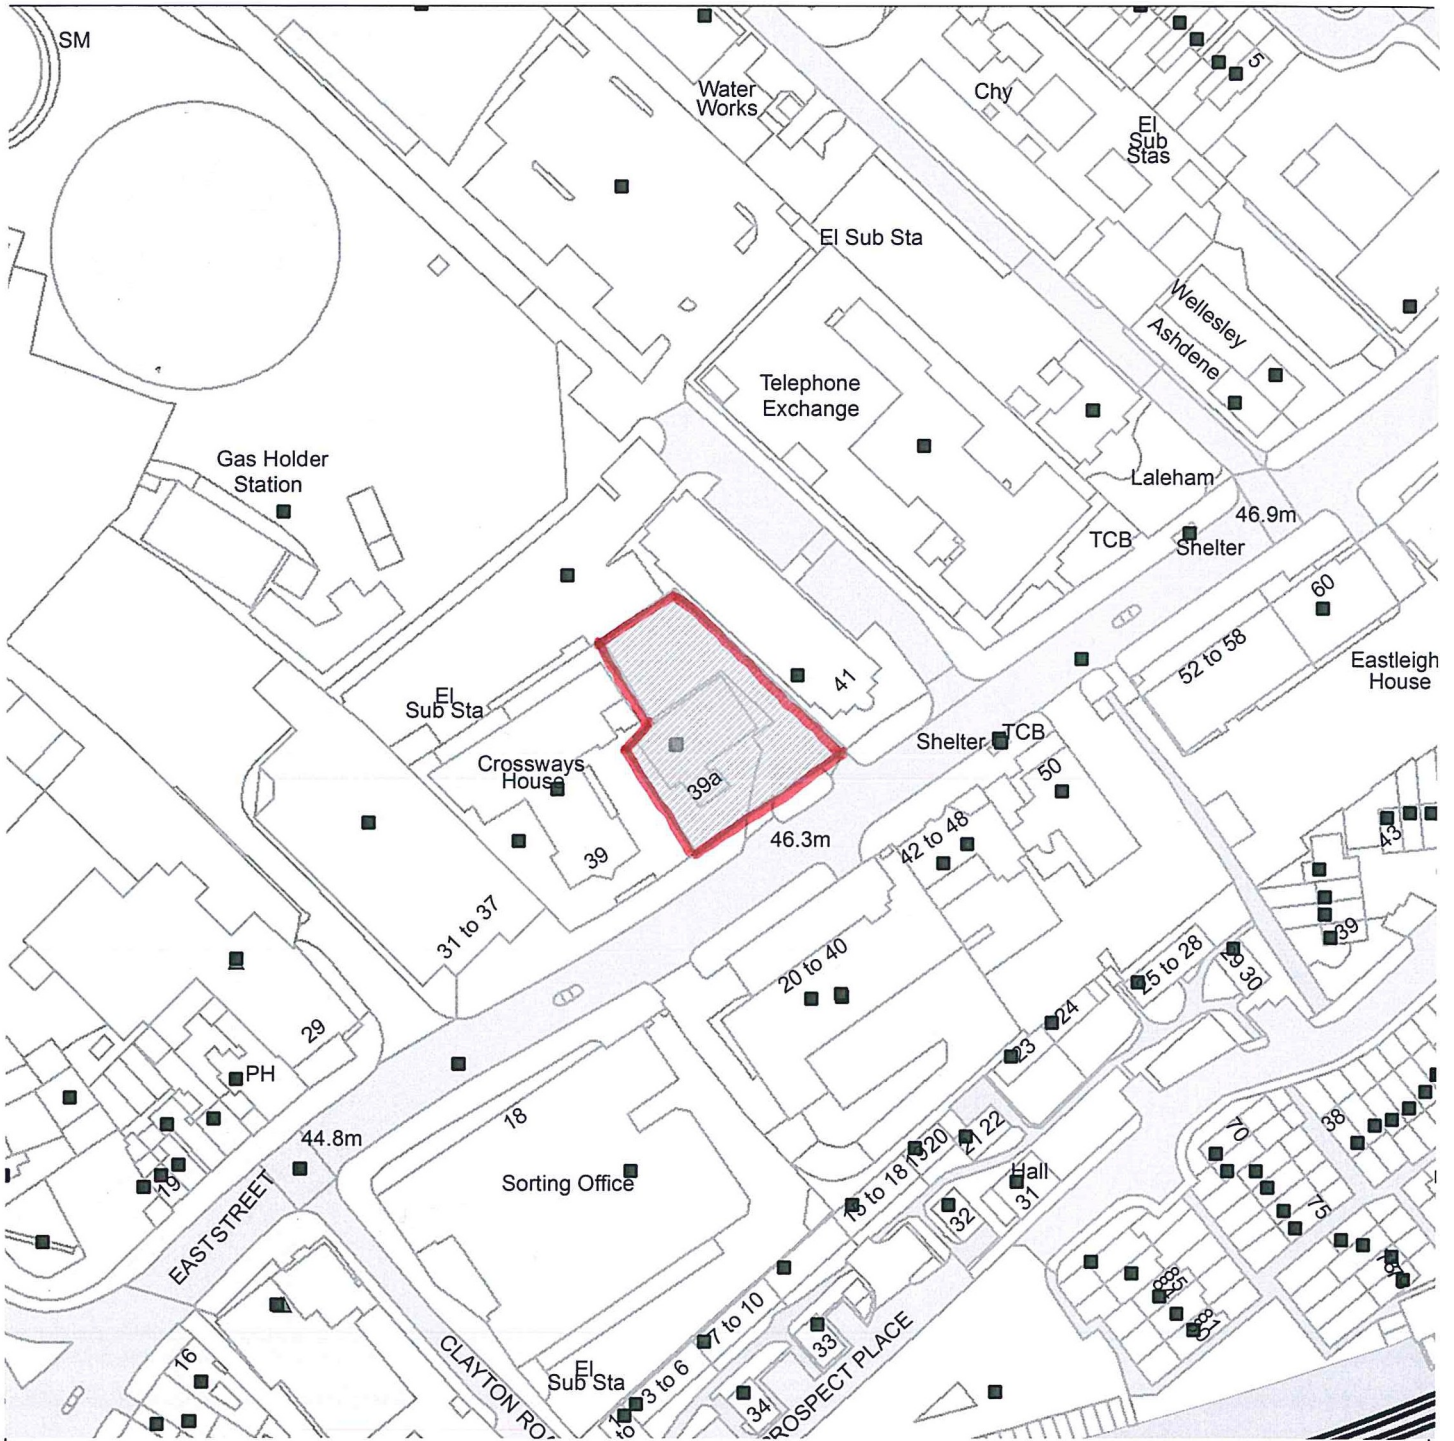 SM
5
Water
Works
Chy
El
Sub
Stas
El Sub Sta
Wellesley
Ashdene
Telephone
Exchange
Gas Holder
Station
Laleham
46.9m
TCB
Shelter
60
52 to 58
Eastleigh
House
41
El
Sub Sta
Shelter
TCB
Crossways
House
39a
50
46.3m
42 to 48
43
39
39
31 to 37
20 to 40
25 to 28
29 30
24
23
29
PH
18
44.8m
21 22
20
19
70
38
Sorting Office
Hall
31
15 to 18
32
19
75
EAST STREET
7 to 10
33
PROSPECT PLACE
16
CLAYTON
El
Sub Sta
3 to 6
34
1
to